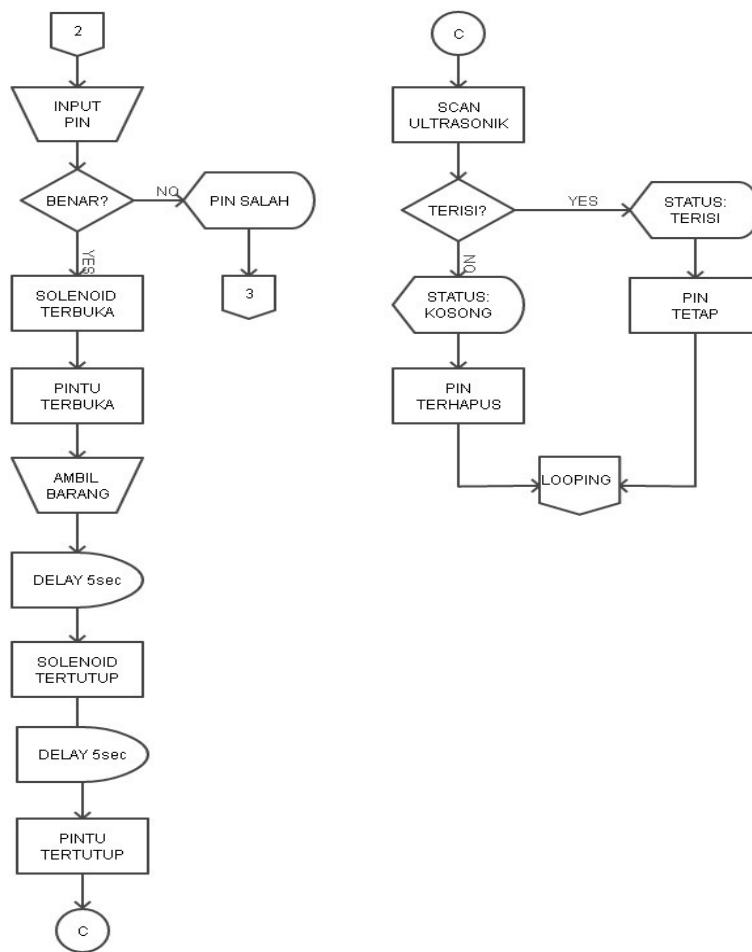 2
INPUT
PIN
BENAR?
NO
PIN SALAH
YES
3
SOLENOID
TERBUKA
PINTU
TERBUKA
AMBIL
BARANG
DELAY 5sec
SOLENOID
TERTUTUP
DELAY 5sec
PINTU
TERTUTUP
C
C
SCAN
ULTRASONIK
TERISI?
YES
STATUS:
TERISI
NO
STATUS:
KOSONG
PIN
TETAP
PIN
TERHAPUS
LOOPING